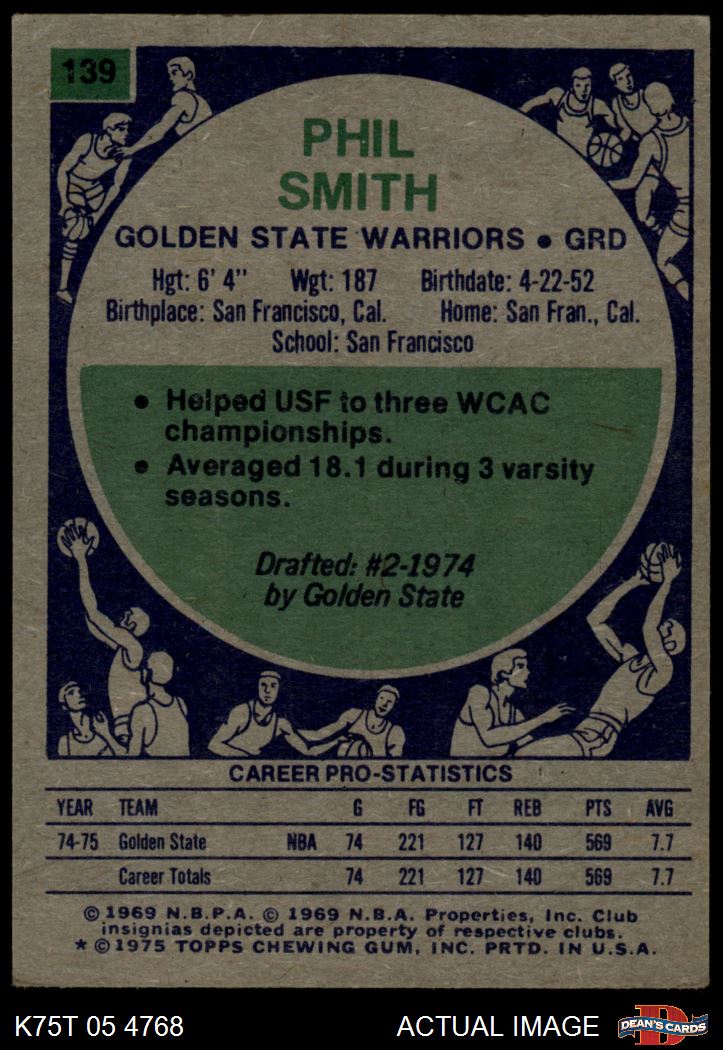 139
PHIL
SMITH
GOLDEN STATE WARRIORS • GRD
Hgt: 6' 4" Wgt: 187 Birthdate: 4-22-52
Birthplace: San Francisco, Cal. Home: San Fran., Cal.
School: San Francisco
• Helped USF to three WCAC
championships.
• Averaged 18.1 during 3 varsity
seasons.
Drafted: #2-1974
by Golden State
CAREER PRO-STATISTICS
YEAR TEAM G FG FT REB PTS AVG
74-75 Golden State NBA 74 221 127 140 569 7.7
Career Totals 74 221 127 140 569 7.7
© 1969 N.B.P.A. © 1969 N.B.A. Properties, Inc. Club
insignias depicted are property of respective clubs.
* © 1975 TOPPS CHEWING GUM, INC. PRTD. IN U.S.A.
K75T 05 4768 ACTUAL IMAGE D DEAN'S CARDS